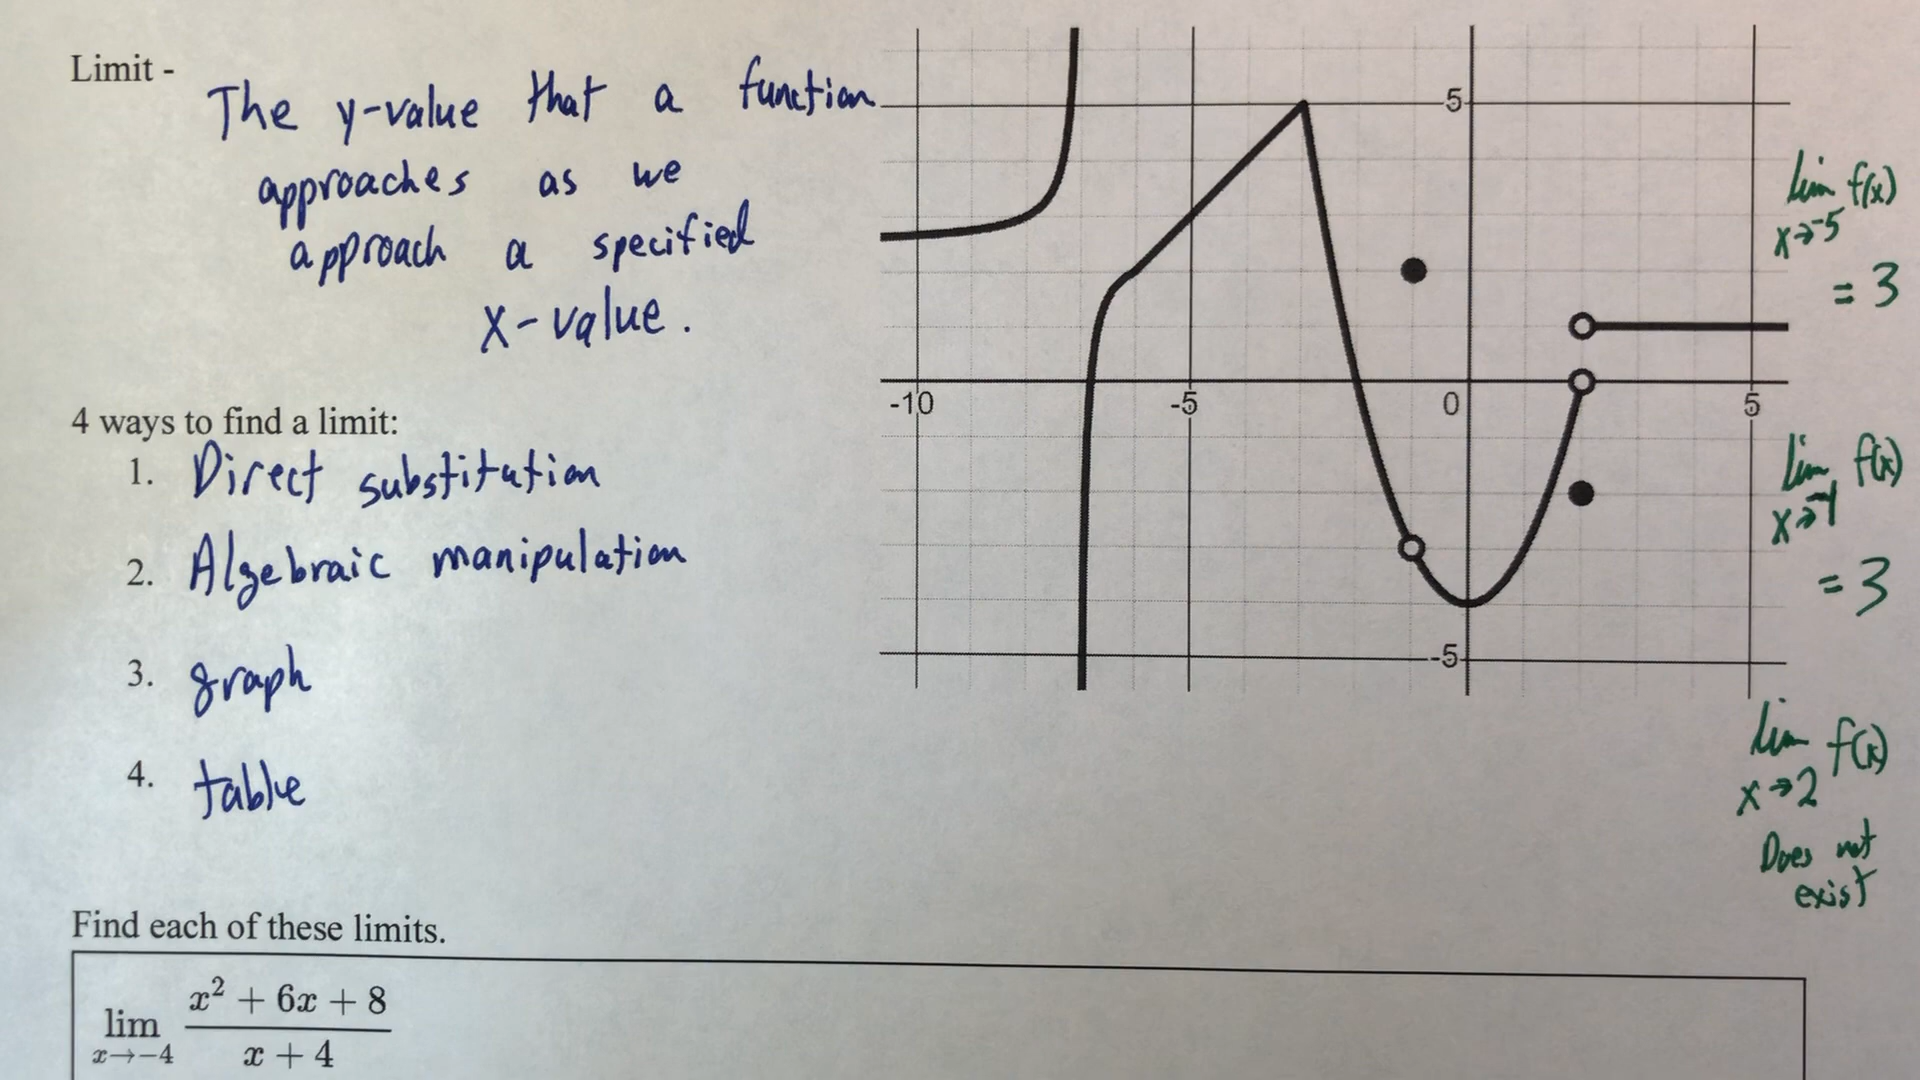 Limit -
The y-value that a function
approaches as we
approach a specified
x-value.
4 ways to find a limit:
1. Direct substitution
2. Algebraic manipulation
3. graph
4. table
5
-10 -5 0 5
-5
lim f(x)
x→-5
= 3
lim f(x)
x→-1
= 3
lim f(x)
x→2
Does not
exist
Find each of these limits.
x² + 6x + 8
lim
x→-4 x + 4